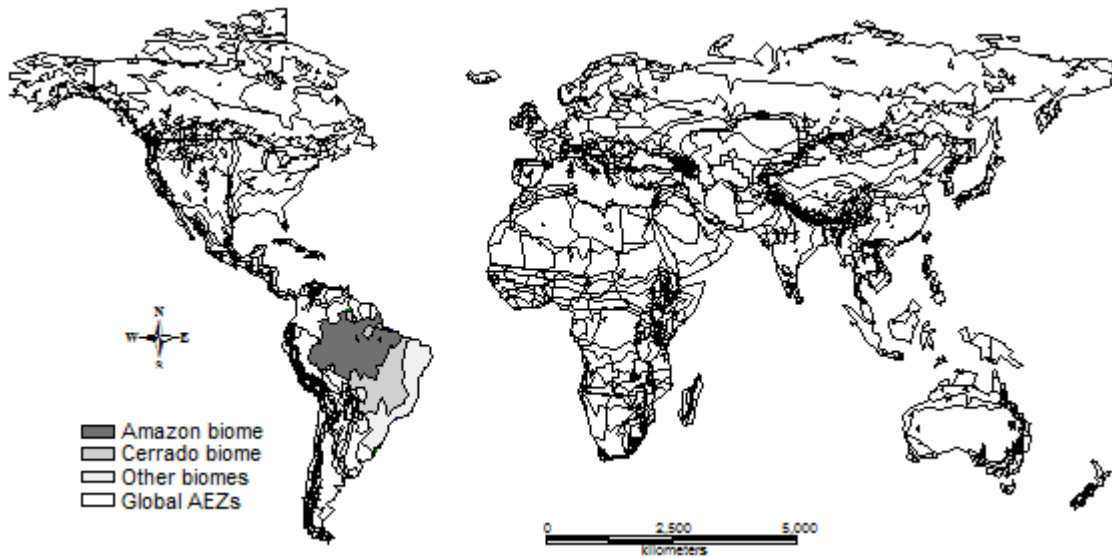 N
W E
S
Amazon biome
Cerrado biome
Other biomes
Global AEZs
0 2,500 5,000
kilometers